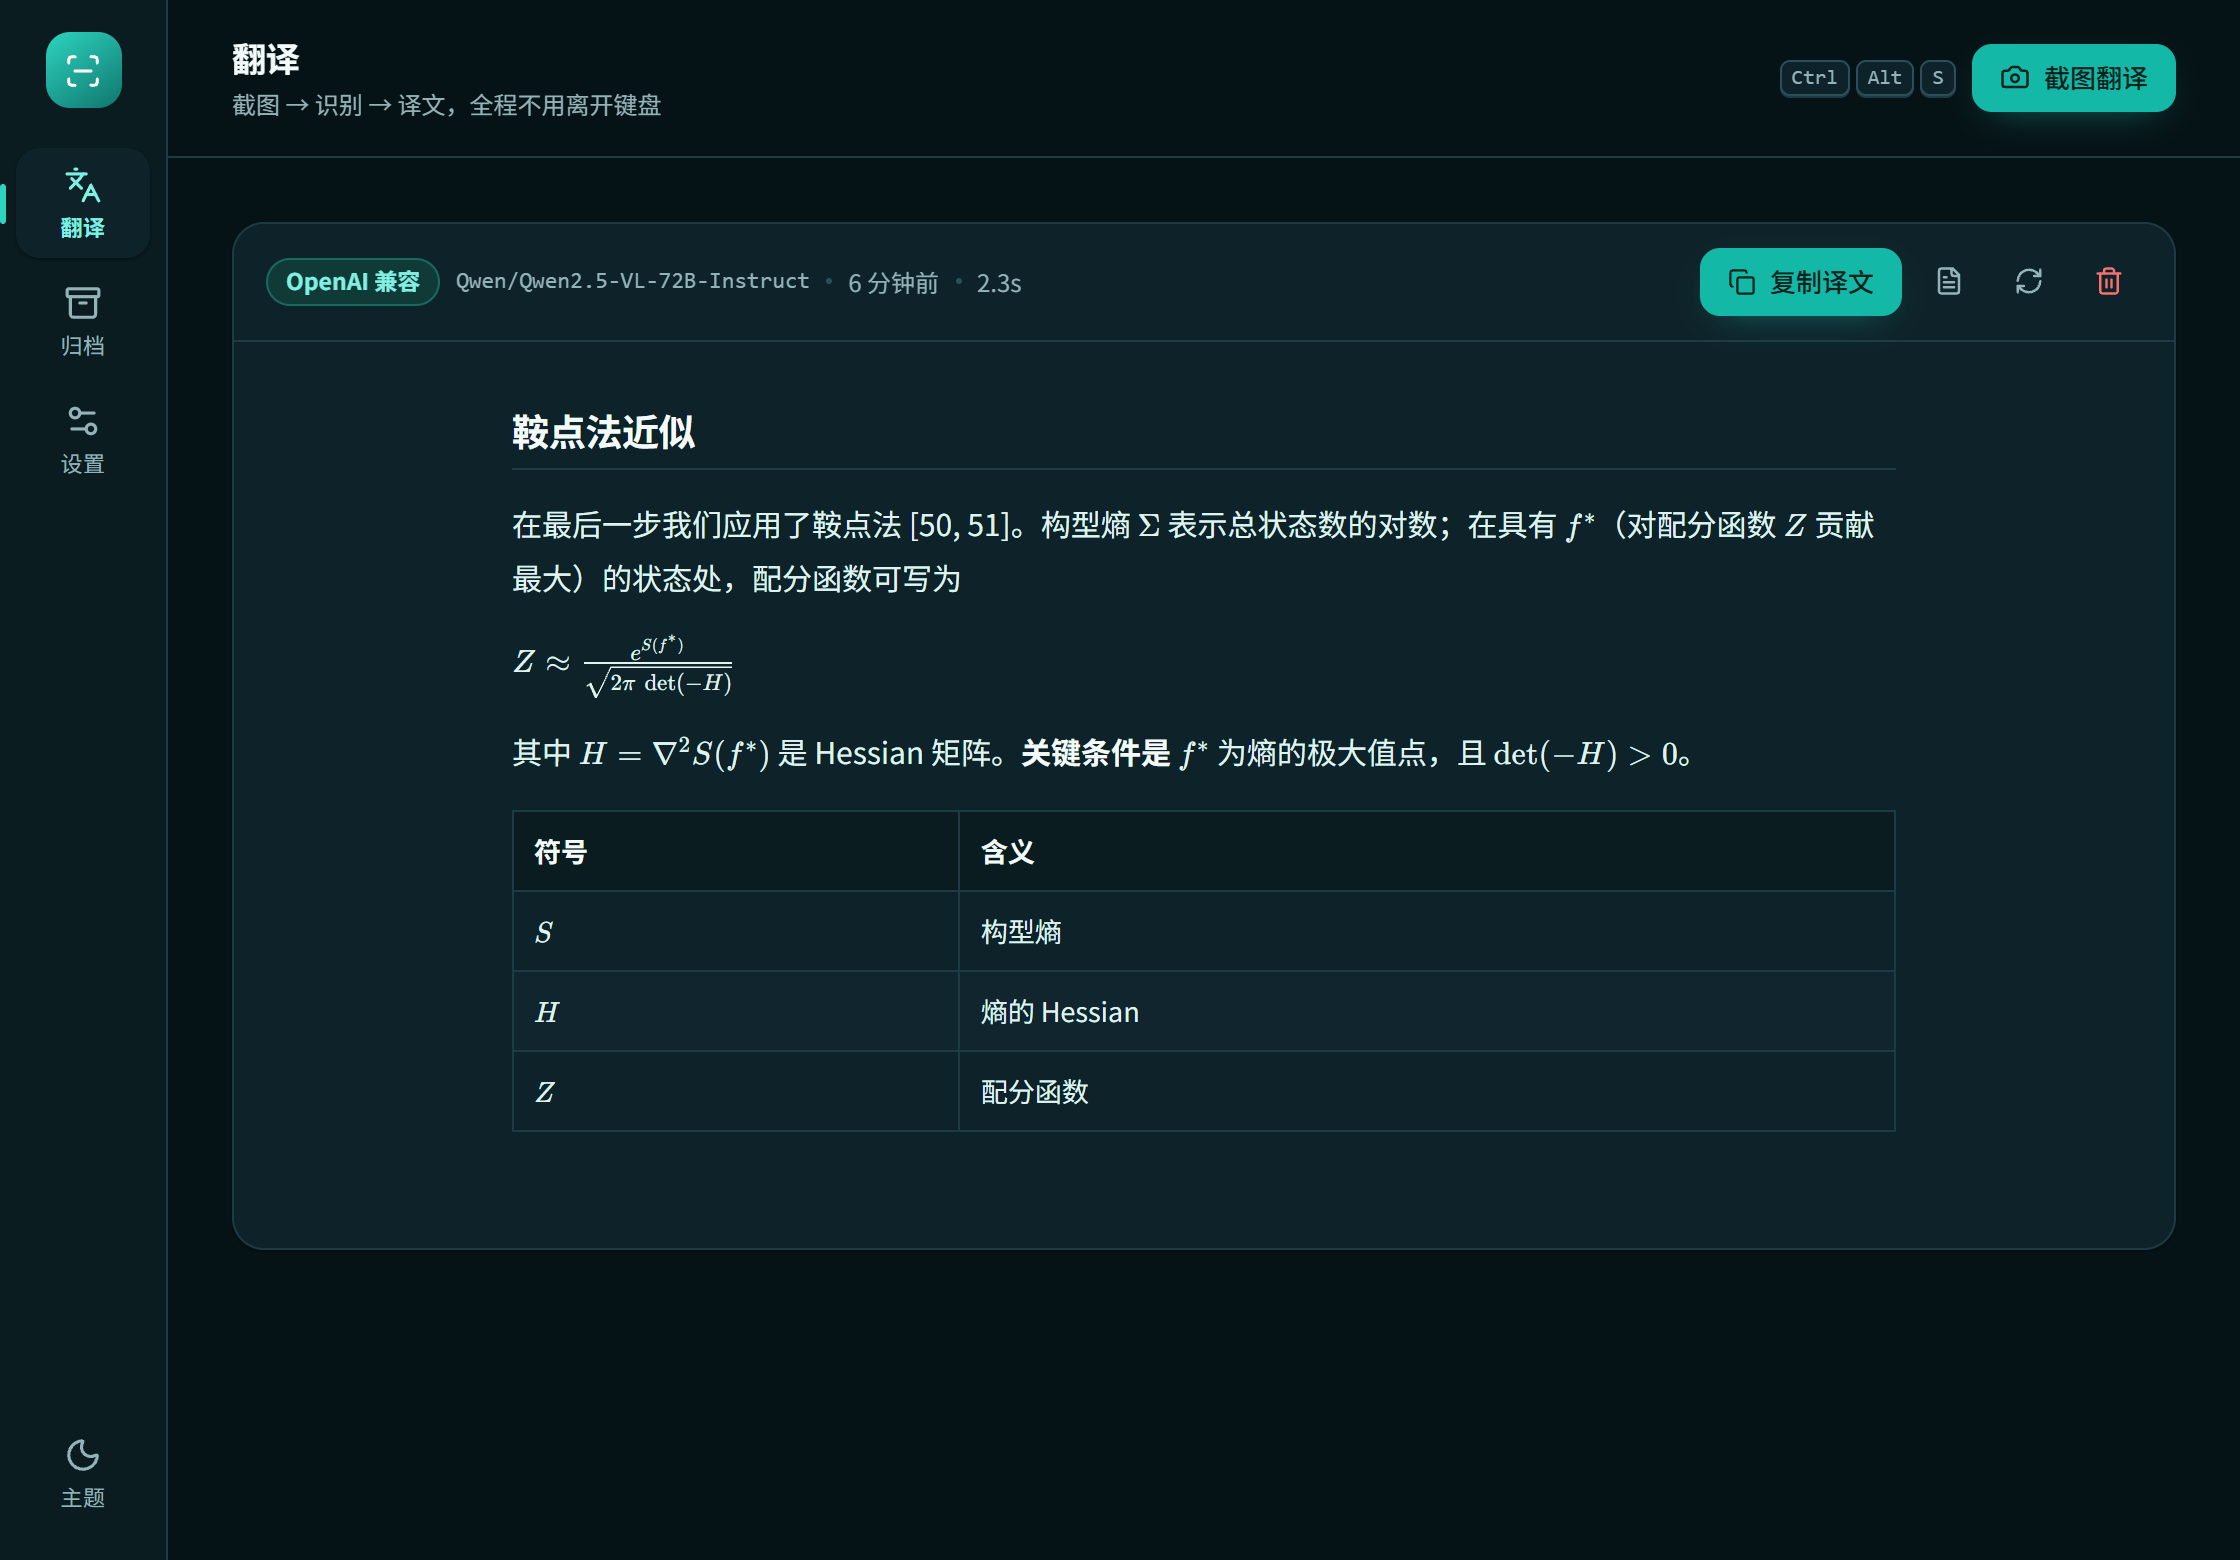 翻译
截图 → 识别 → 译文，全程不用离开键盘
Ctrl Alt S
截图翻译
翻译
归档
设置
主题
OpenAI 兼容 Qwen/Qwen2.5-VL-72B-Instruct • 6 分钟前 • 2.3s
复制译文
鞍点法近似
在最后一步我们应用了鞍点法 [50, 51]。构型熵 Σ 表示总状态数的对数；在具有 f*（对配分函数 Z 贡献
最大）的状态处，配分函数可写为
Z ≈ e^{S(f*)} / √(2π det(−H))
其中 H = ∇²S(f*) 是 Hessian 矩阵。关键条件是 f* 为熵的极大值点，且 det(−H) > 0。
符号 含义
S 构型熵
H 熵的 Hessian
Z 配分函数